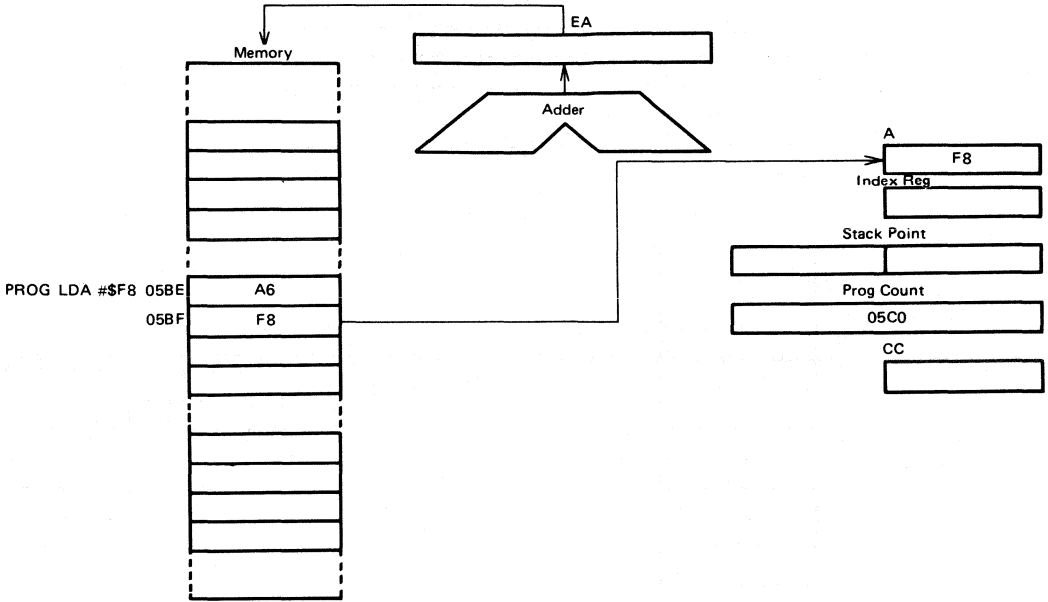 EA
Memory
Adder
A
F8
Index Reg
Stack Point
PROG LDA #$F8 05BE A6
Prog Count
05BF F8
05C0
CC